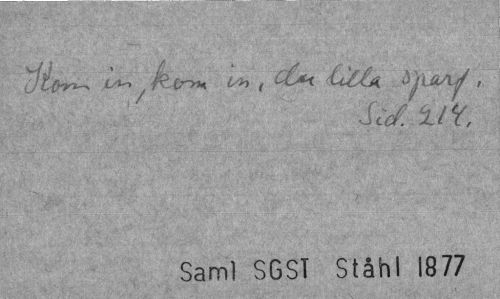 Kom in, kom in, du lilla sparf.
Sid. 214.
Saml SGST Ståhl 1877